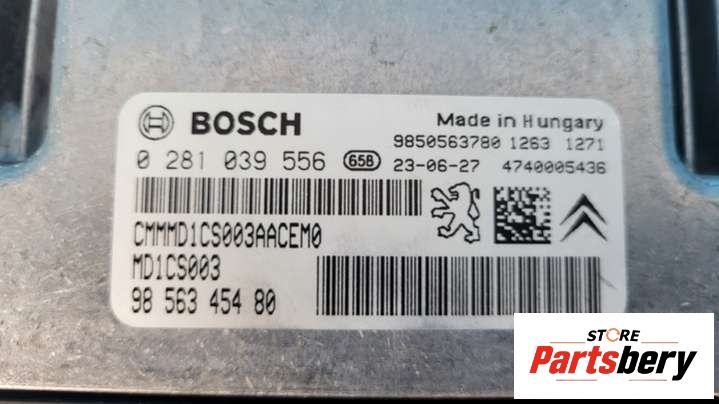 BOSCH
Made in Hungary
9850563780 1263 1271
0 281 039 556 658 23-06-27 4740005436
CMMMD1CS003AACEM0
MD1CS003
98 563 454 80
STORE
Partsbery